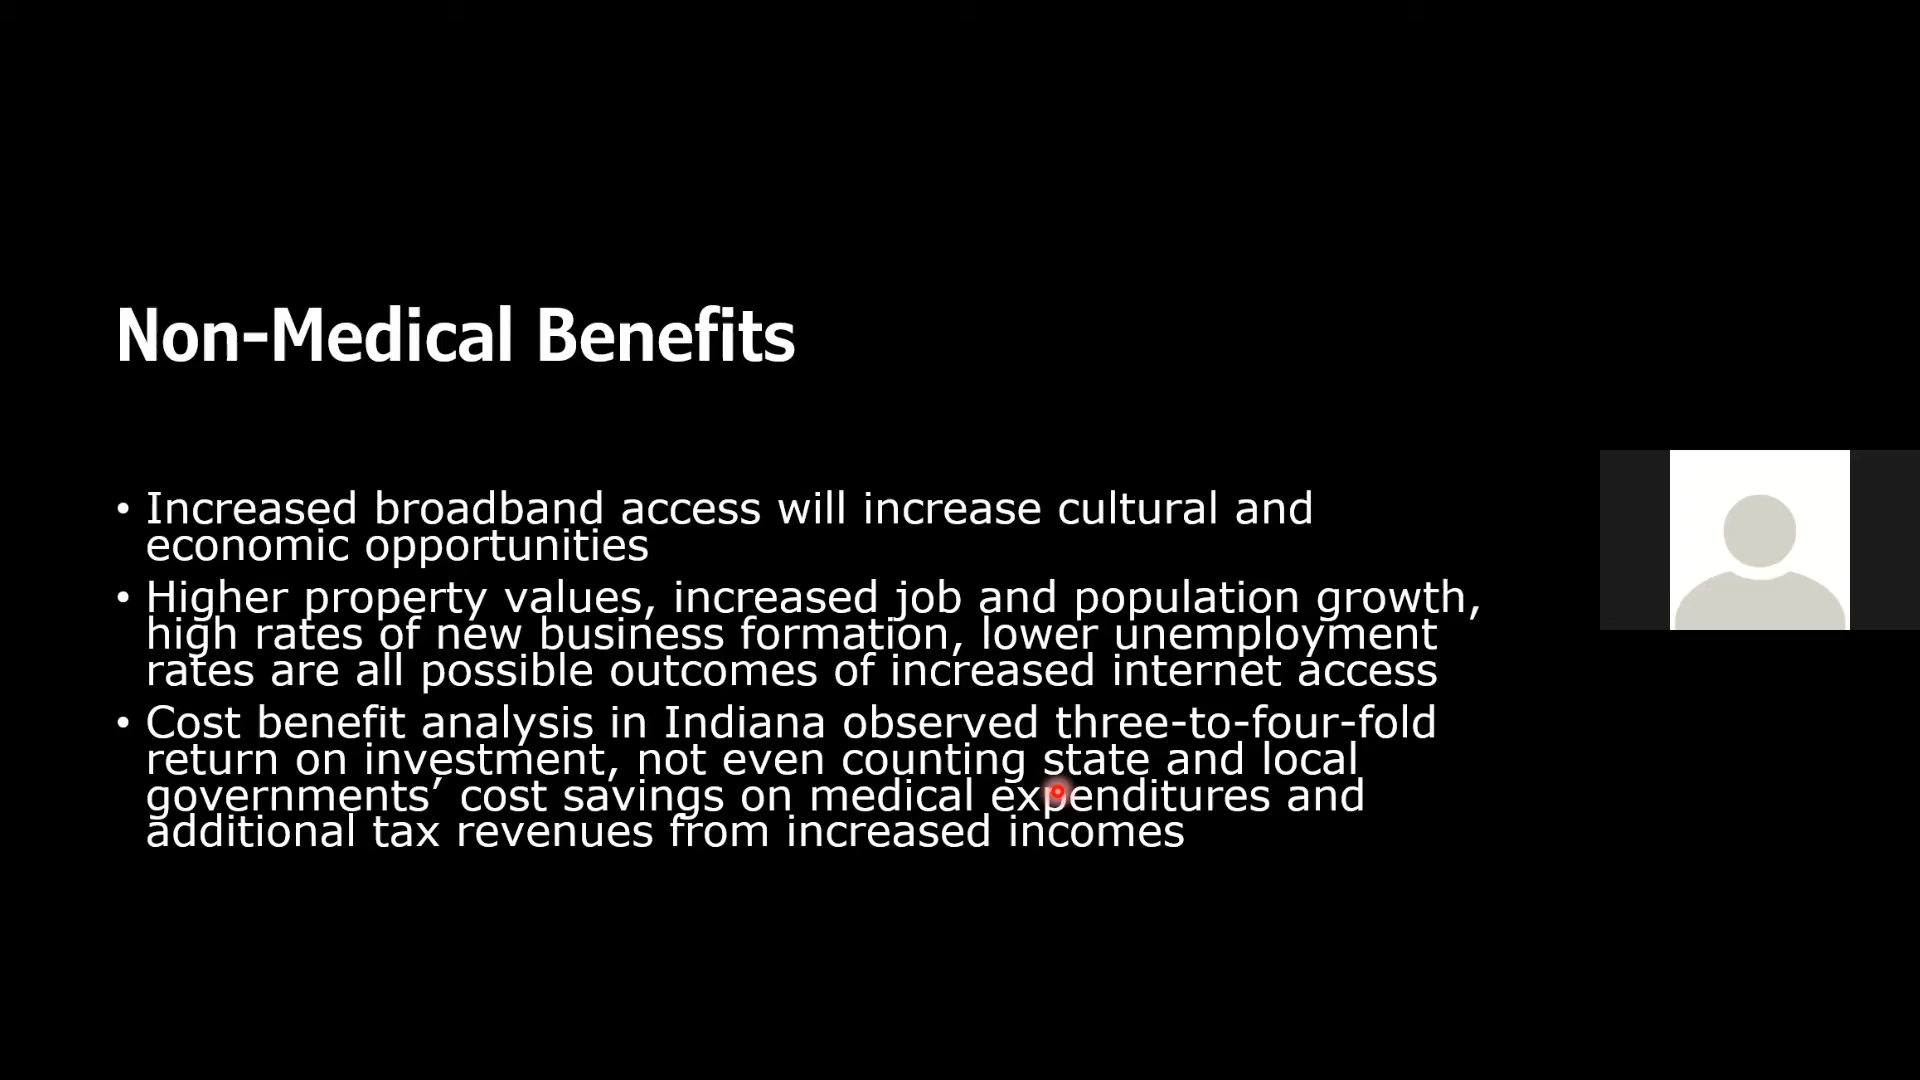 Non-Medical Benefits
• Increased broadband access will increase cultural and
economic opportunities
• Higher property values, increased job and population growth,
high rates of new business formation, lower unemployment
rates are all possible outcomes of increased internet access
• Cost benefit analysis in Indiana observed three-to-four-fold
return on investment, not even counting state and local
governments’ cost savings on medical expenditures and
additional tax revenues from increased incomes